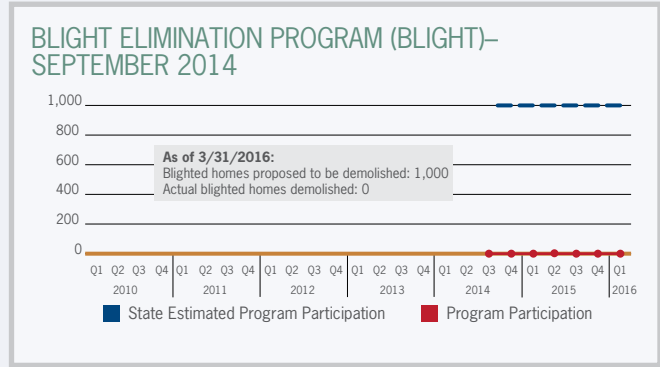 BLIGHT ELIMINATION PROGRAM (BLIGHT)–
SEPTEMBER 2014
1,000
800
600
400
200
0
As of 3/31/2016:
Blighted homes proposed to be demolished: 1,000
Actual blighted homes demolished: 0
Q1 Q2 Q3 Q4 Q1 Q2 Q3 Q4 Q1 Q2 Q3 Q4 Q1 Q2 Q3 Q4 Q1 Q2 Q3 Q4 Q1 Q2 Q3 Q4 Q1
2010 2011 2012 2013 2014 2015 2016
State Estimated Program Participation Program Participation